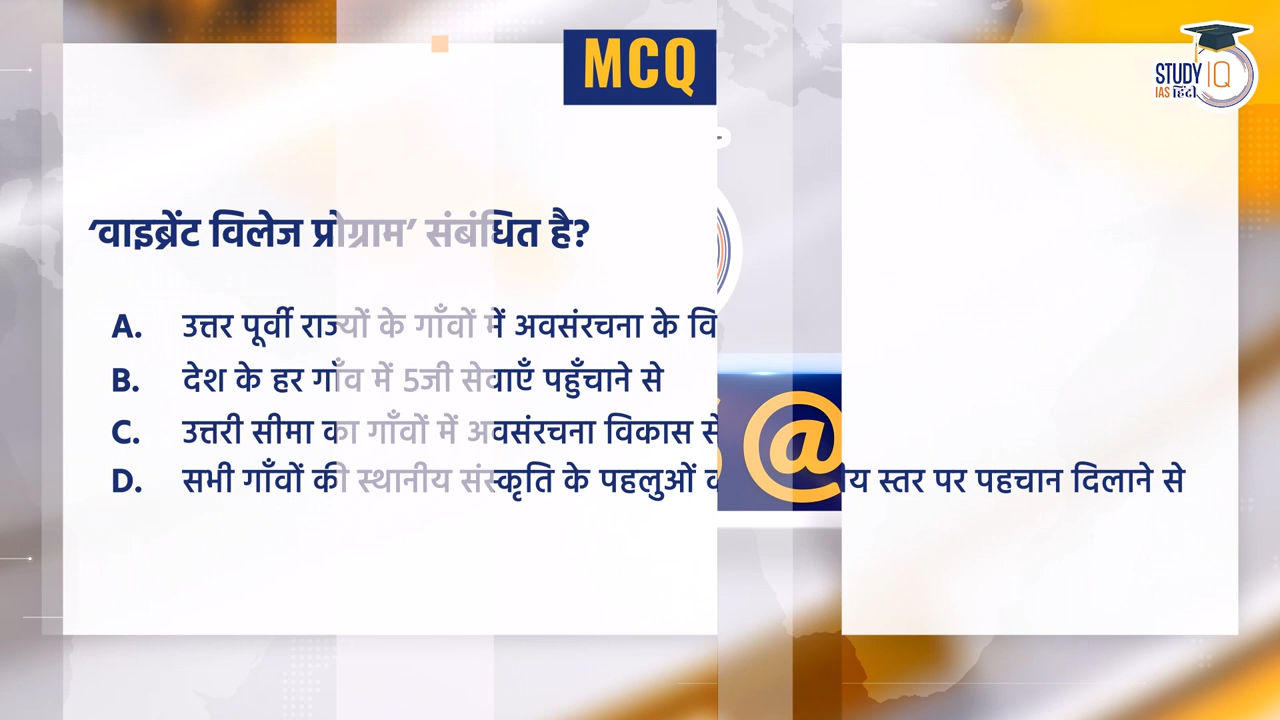 MCQ
STUDY IQ
IAS हिंदी
‘वाइब्रेंट विलेज प्रोग्राम’ संबंधित है?
A. उत्तर पूर्वी राज्यों के गाँवों में अवसंरचना के
B. देश के हर गाँव में 5जी सेवाएँ पहुँचाने से
C. उत्तरी सीमा का गाँवों में अवसंरचना विकास से
@
D. सभी गाँवों की स्थानीय संस्कृति के पहलुओं स्तर पर पहचान दिलाने से